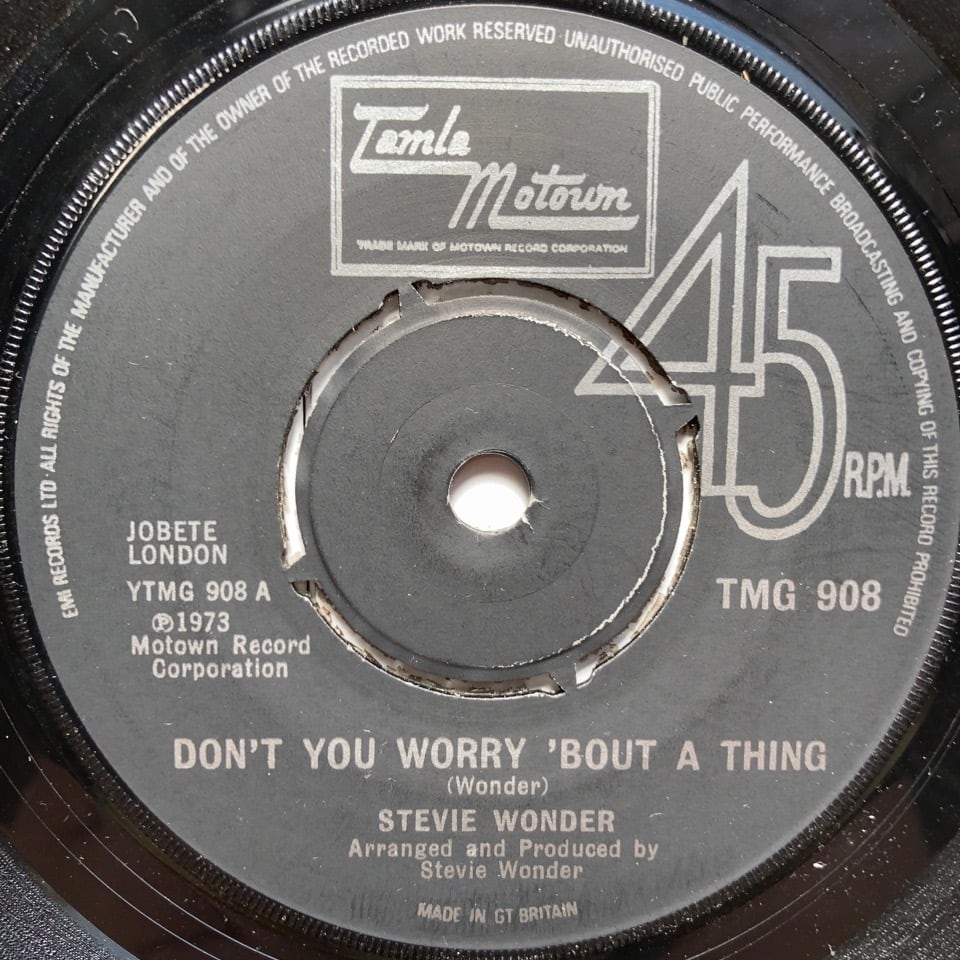 EMI RECORDS LTD · ALL RIGHTS OF THE MANUFACTURER AND OF THE OWNER OF THE RECORDED WORK RESERVED · UNAUTHORISED PUBLIC PERFORMANCE BROADCASTING AND COPYING OF THIS RECORD PROHIBITED
Tamla
Motown
TRADE MARK OF MOTOWN RECORD CORPORATION
45
R.P.M.
JOBETE
LONDON
YTMG 908 A
℗1973
Motown Record
Corporation
TMG 908
DON'T YOU WORRY 'BOUT A THING
(Wonder)
STEVIE WONDER
Arranged and Produced by
Stevie Wonder
MADE IN GT BRITAIN